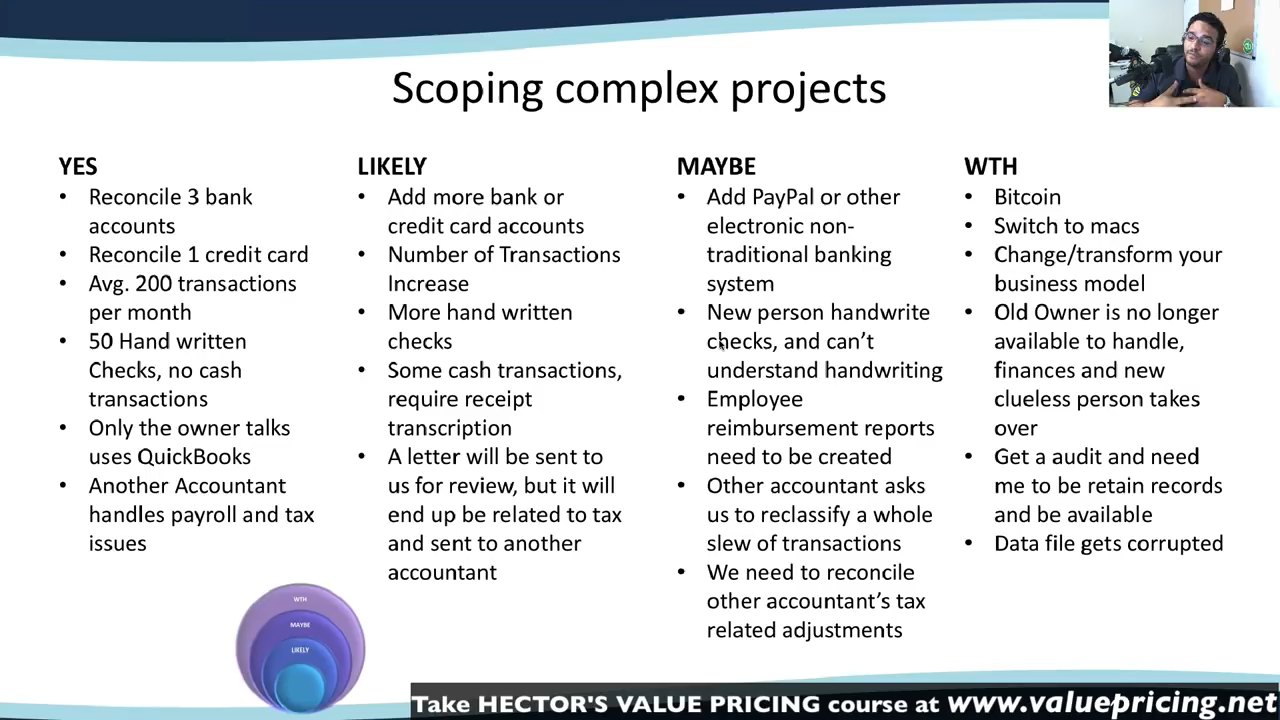 Scoping complex projects
YES
• Reconcile 3 bank
accounts
• Reconcile 1 credit card
• Avg. 200 transactions
per month
• 50 Hand written
Checks, no cash
transactions
• Only the owner talks
uses QuickBooks
• Another Accountant
handles payroll and tax
issues
LIKELY
• Add more bank or
credit card accounts
• Number of Transactions
Increase
• More hand written
checks
• Some cash transactions,
require receipt
transcription
• A letter will be sent to
us for review, but it will
end up be related to tax
and sent to another
accountant
MAYBE
• Add PayPal or other
electronic non-
traditional banking
system
• New person handwrite
checks, and can’t
understand handwriting
• Employee
reimbursement reports
need to be created
• Other accountant asks
us to reclassify a whole
slew of transactions
• We need to reconcile
other accountant’s tax
related adjustments
WTH
• Bitcoin
• Switch to macs
• Change/transform your
business model
• Old Owner is no longer
available to handle,
finances and new
clueless person takes
over
• Get a audit and need
me to be retain records
and be available
• Data file gets corrupted
WTH
MAYBE
LIKELY
Take HECTOR'S VALUE PRICING course at www.valuepricing.net